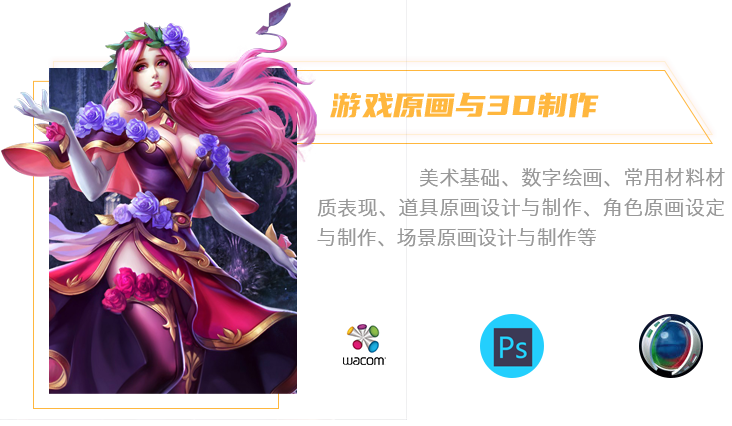 游戏原画与3D制作
美术基础、数字绘画、常用材料材
质表现、道具原画设计与制作、角色原画设定
与制作、场景原画设计与制作等
wacom
Ps